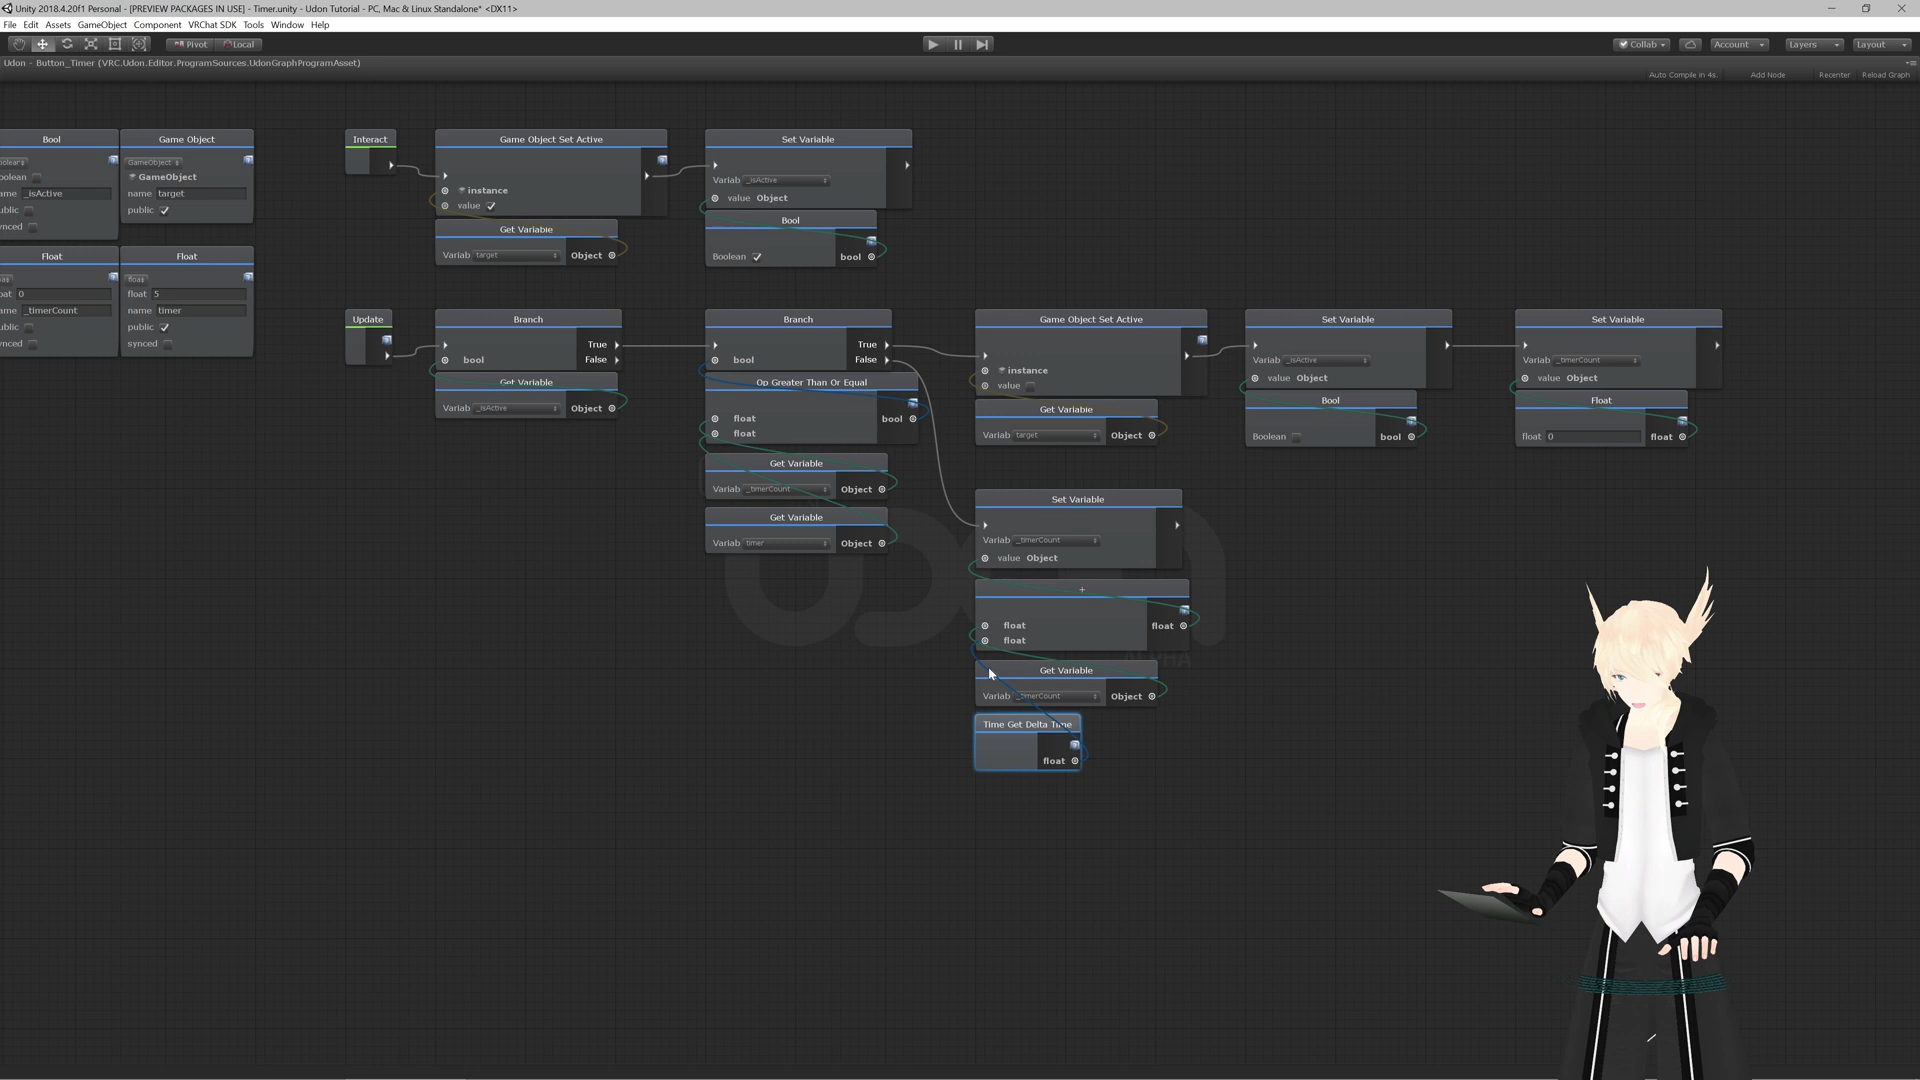 Unity 2018.4.20f1 Personal - [PREVIEW PACKAGES IN USE] - Timer.unity - Udon Tutorial - PC, Mac & Linux Standalone* <DX11>
File Edit Assets GameObject Component VRChat SDK Tools Window Help
Pivot Local Collab Account Layers Layout
Udon - Button_Timer (VRC.Udon.Editor.ProgramSources.UdonGraphProgramAsset)
Auto Compile in 4s. Add Node Recenter Reload Graph
Bool
oolean
_isActive
Game Object
GameObject
GameObject
name target
public
Float
0
_timerCount
Float
float 5
name timer
public
synced
Interact
Game Object Set Active
instance
value
Get Variable
Variab target Object
Set Variable
Variab _isActive
value Object
Bool
Boolean bool
Update
Branch
True
bool False
Get Variable
Variab _isActive Object
Branch
True
bool False
Op Greater Than Or Equal
float bool
float
Get Variable
Variab _timerCount Object
Get Variable
Variab timer Object
Game Object Set Active
instance
value
Get Variable
Variab target Object
Set Variable
Variab _isActive
value Object
Bool
Boolean bool
Set Variable
Variab _timerCount
value Object
Float
float 0 float
Set Variable
Variab _timerCount
value Object
+
float float
float
Get Variable
Variab _timerCount Object
Time Get Delta Time
float
ALPHA